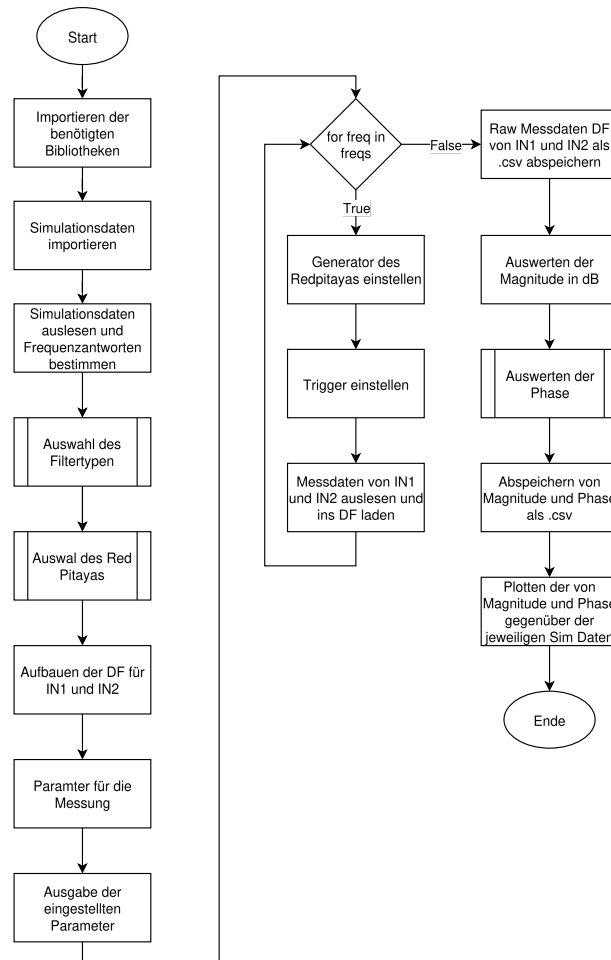 Start
Importieren der
benötigten
Bibliotheken
Simulationsdaten
importieren
Simulationsdaten
auslesen und
Frequenzantworten
bestimmen
Auswahl des
Filtertypen
Auswal des Red
Pitayas
Aufbauen der DF für
IN1 und IN2
Paramter für die
Messung
Ausgabe der
eingestellten
Parameter
for freq in
freqs
False
True
Generator des
Redpitayas einstellen
Trigger einstellen
Messdaten von IN1
und IN2 auslesen und
ins DF laden
Raw Messdaten DF
von IN1 und IN2 als
.csv abspeichern
Auswerten der
Magnitude in dB
Auswerten der
Phase
Abspeichern von
Magnitude und Phase
als .csv
Plotten der von
Magnitude und Phase
gegenüber der
jeweiligen Sim Daten
Ende